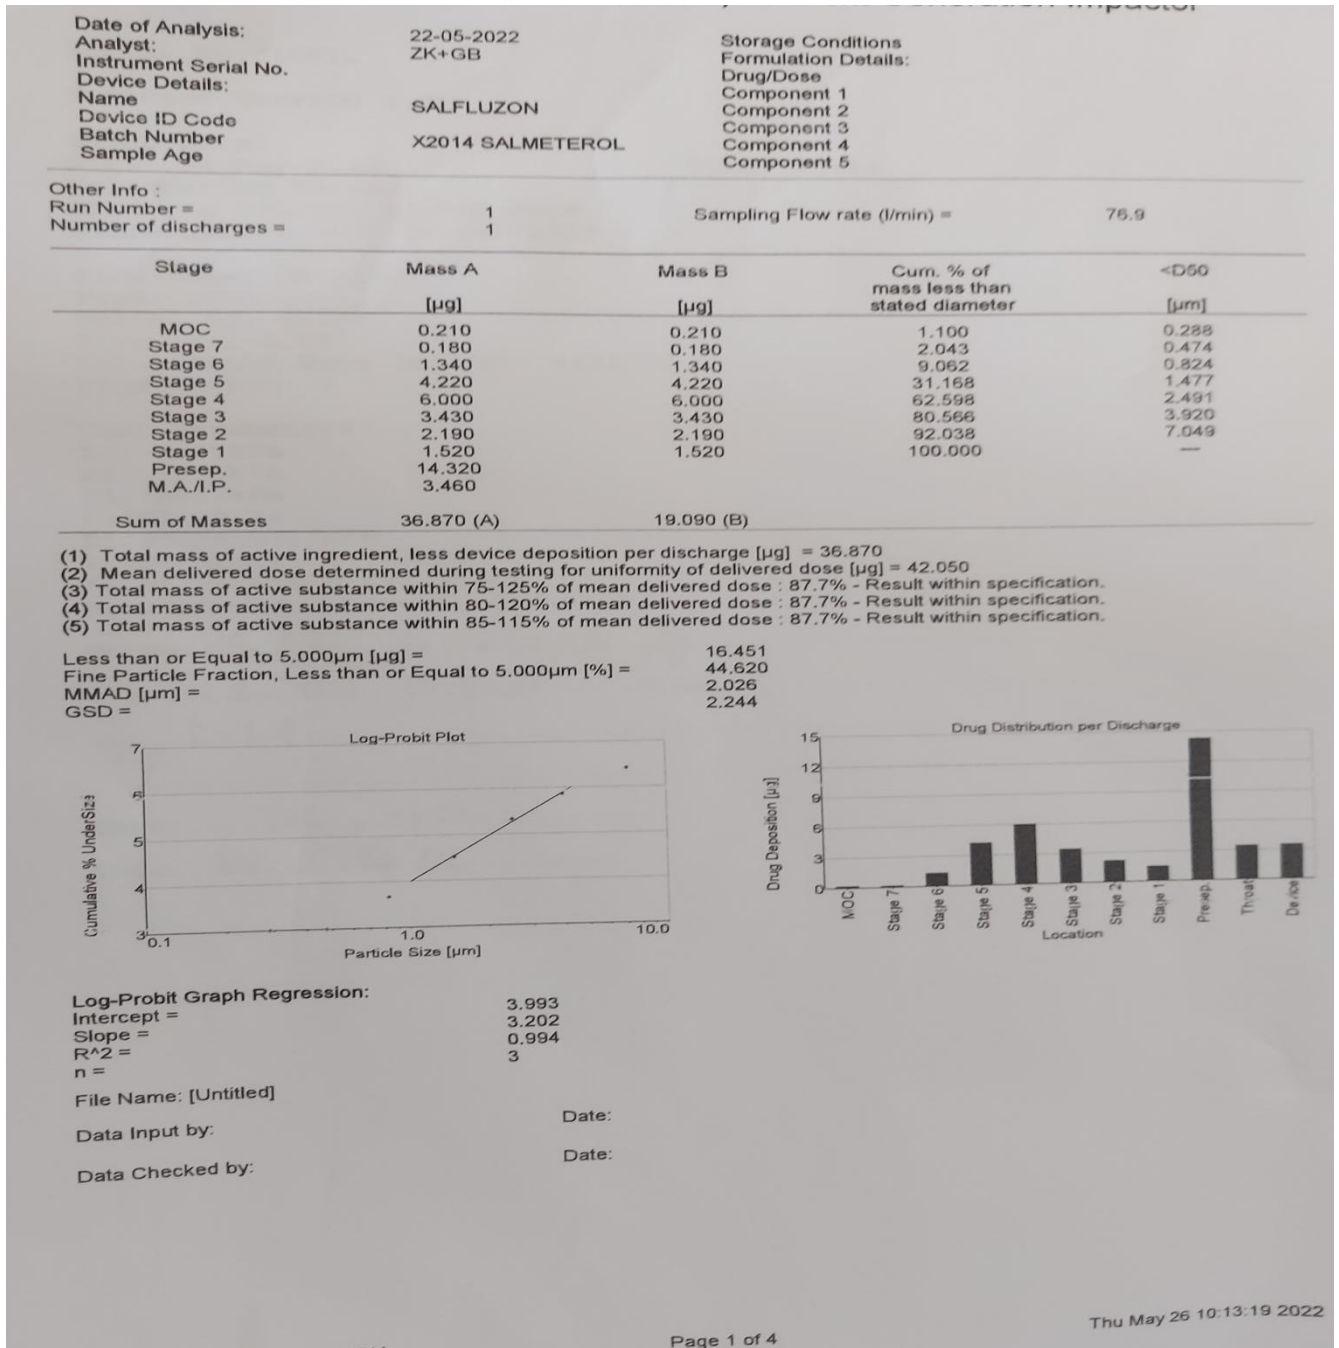 Date of Analysis: 22-05-2022 Storage Conditions
Analyst: ZK+GB Formulation Details:
Instrument Serial No. Drug/Dose
Device Details: Component 1
Name SALFLUZON Component 2
Device ID Code Component 3
Batch Number X2014 SALMETEROL Component 4
Sample Age Component 5
Other Info :
Run Number = 1 Sampling Flow rate (l/min) = 76.9
Number of discharges = 1
Stage Mass A Mass B Cum. % of <D50
mass less than
[µg] [µg] stated diameter [µm]
MOC 0.210 0.210 1.100 0.288
Stage 7 0.180 0.180 2.043 0.474
Stage 6 1.340 1.340 9.062 0.824
Stage 5 4.220 4.220 31.168 1.477
Stage 4 6.000 6.000 62.598 2.491
Stage 3 3.430 3.430 80.566 3.920
Stage 2 2.190 2.190 92.038 7.049
Stage 1 1.520 1.520 100.000 —
Presep. 14.320
M.A./I.P. 3.460
Sum of Masses 36.870 (A) 19.090 (B)
(1) Total mass of active ingredient, less device deposition per discharge [µg] = 36.870
(2) Mean delivered dose determined during testing for uniformity of delivered dose [µg] = 42.050
(3) Total mass of active substance within 75-125% of mean delivered dose : 87.7% - Result within specification.
(4) Total mass of active substance within 80-120% of mean delivered dose : 87.7% - Result within specification.
(5) Total mass of active substance within 85-115% of mean delivered dose : 87.7% - Result within specification.
Less than or Equal to 5.000µm [µg] = 16.451
Fine Particle Fraction, Less than or Equal to 5.000µm [%] = 44.620
MMAD [µm] = 2.026
GSD = 2.244
Log-Probit Plot
7
6
5
4
3
Cumulative % UnderSize
0.1 1.0 10.0
Particle Size [µm]
Drug Distribution per Discharge
15
12
9
6
3
0
Drug Deposition [µg]
MOC Stage 7 Stage 6 Stage 5 Stage 4 Stage 3 Stage 2 Stage 1 Presep. Throat Device
Location
Log-Probit Graph Regression:
Intercept = 3.993
Slope = 3.202
R^2 = 0.994
n = 3
File Name: [Untitled]
Data Input by: Date:
Data Checked by: Date:
Thu May 26 10:13:19 2022
Page 1 of 4